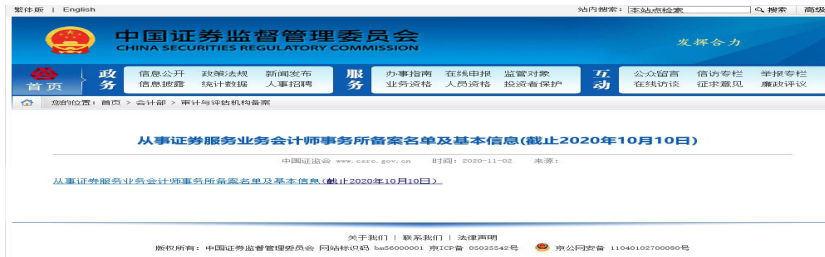 繁体版 | English 站内搜索: 本站点检索 搜索 高级
中国证券监督管理委员会
CHINA SECURITIES REGULATORY COMMISSION
发挥合力
首页 政务 信息公开 政策法规 新闻发布 服务 办事指南 在线申报 监管对象 互动 公众留言 信访专栏 举报专栏
信息披露 统计数据 人事招聘 业务资格 人员资格 投资者保护 在线访谈 征求意见 廉政评议
您的位置: 首页 > 会计部 > 审计与评估机构备案
从事证券服务业务会计师事务所备案名单及基本信息(截止2020年10月10日)
中国证监会 www.csrc.gov.cn 时间: 2020-11-02 来源:
从事证券服务业务会计师事务所备案名单及基本信息(截止2020年10月10日)
关于我们 | 联系我们 | 法律声明
版权所有: 中国证券监督管理委员会 网站标识码 bm56000001 京ICP备 05035542号 京公网安备 11040102700080号